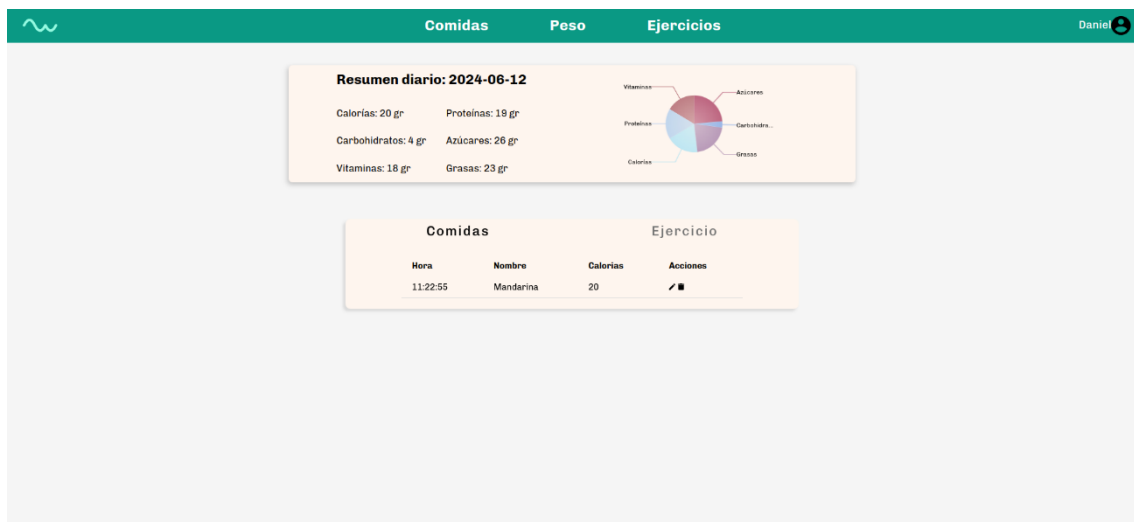 Comidas Peso Ejercicios Daniel
Resumen diario: 2024-06-12
Calorías: 20 gr Proteínas: 19 gr
Carbohidratos: 4 gr Azúcares: 26 gr
Vitaminas: 18 gr Grasas: 23 gr
Vitaminas Azúcares
Proteínas Carbohidra...
Calorías Grasas
Comidas Ejercicio
Hora Nombre Calorias Acciones
11:22:55 Mandarina 20